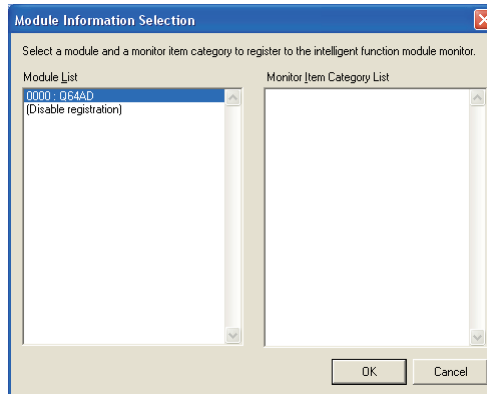 Module Information Selection
Select a module and a monitor item category to register to the intelligent function module monitor.
Module List
Monitor Item Category List
0000 : Q64AD
(Disable registration)
OK
Cancel